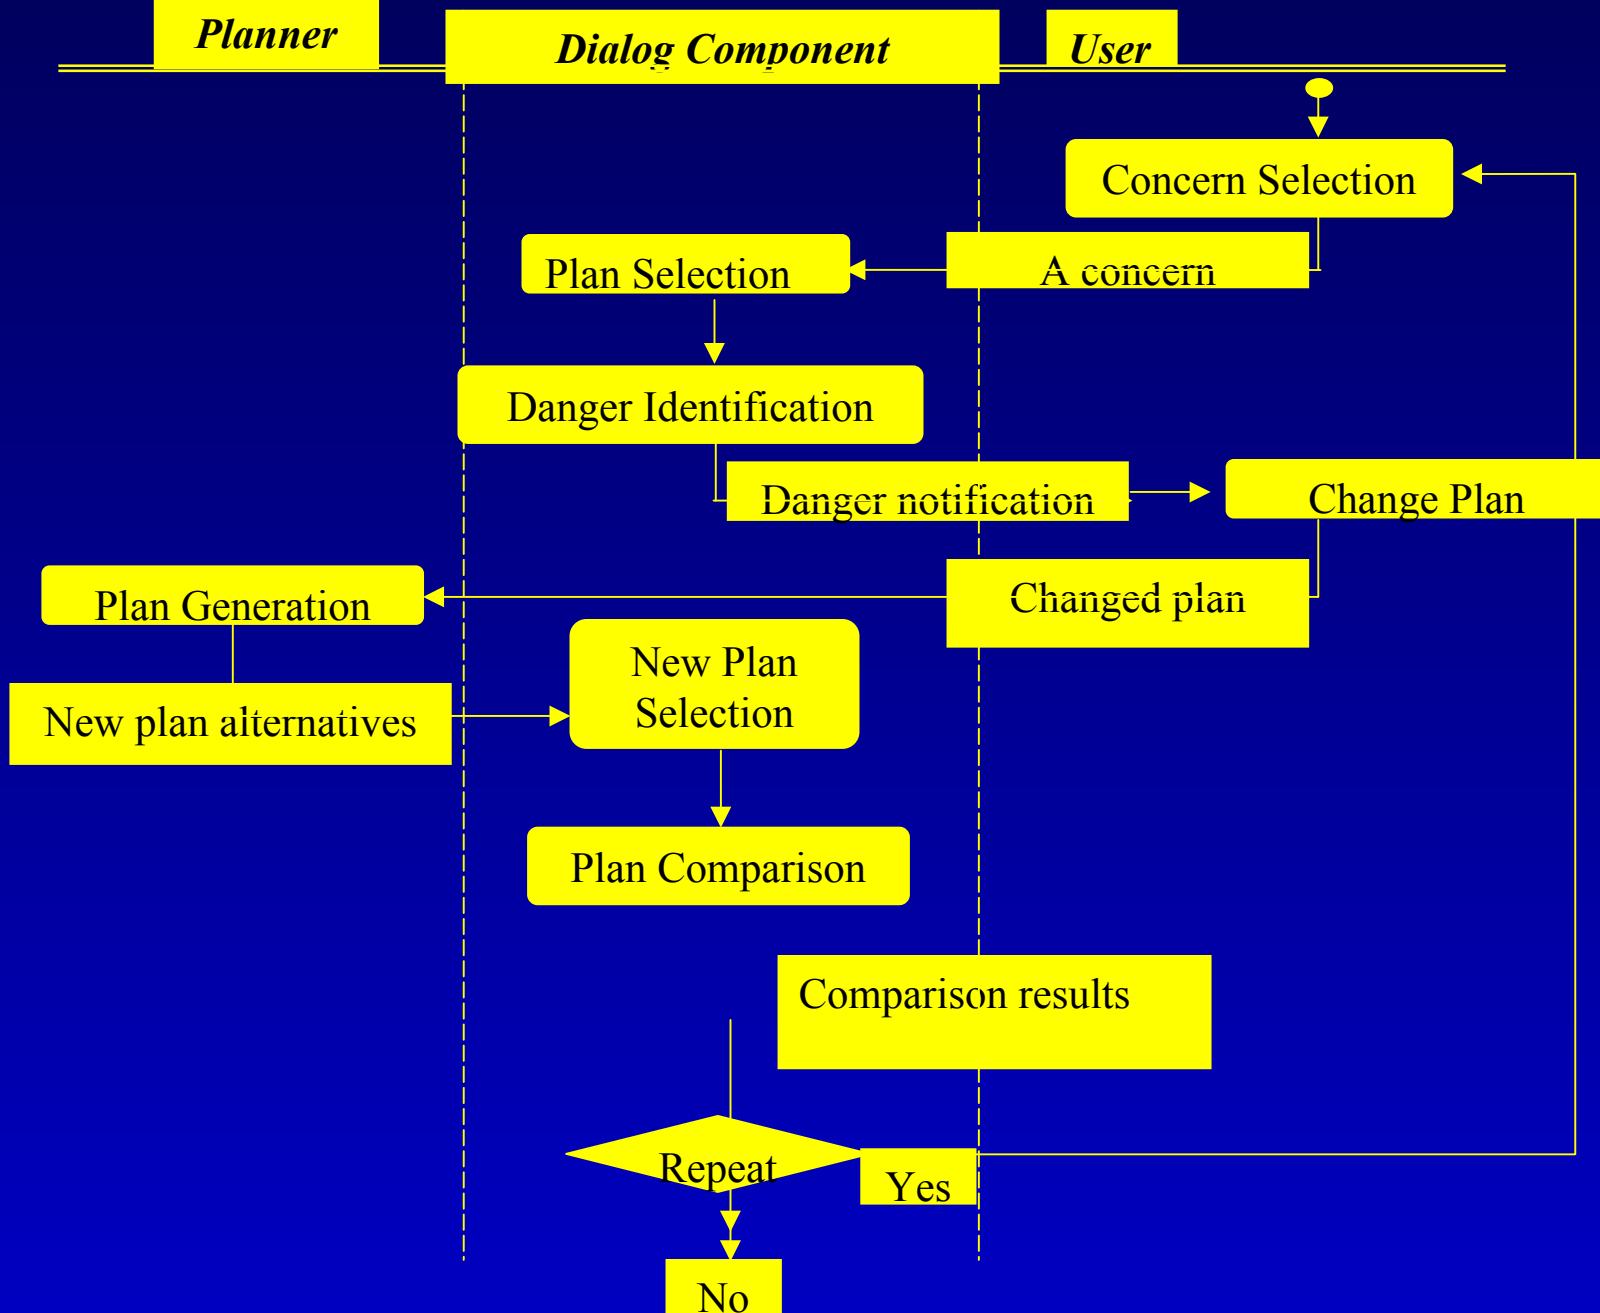 Planner
Dialog Component
User
Concern Selection
Plan Selection
A concern
Danger Identification
Danger notification
Change Plan
Plan Generation
Changed plan
New Plan
Selection
New plan alternatives
Plan Comparison
Comparison results
Repeat
Yes
No